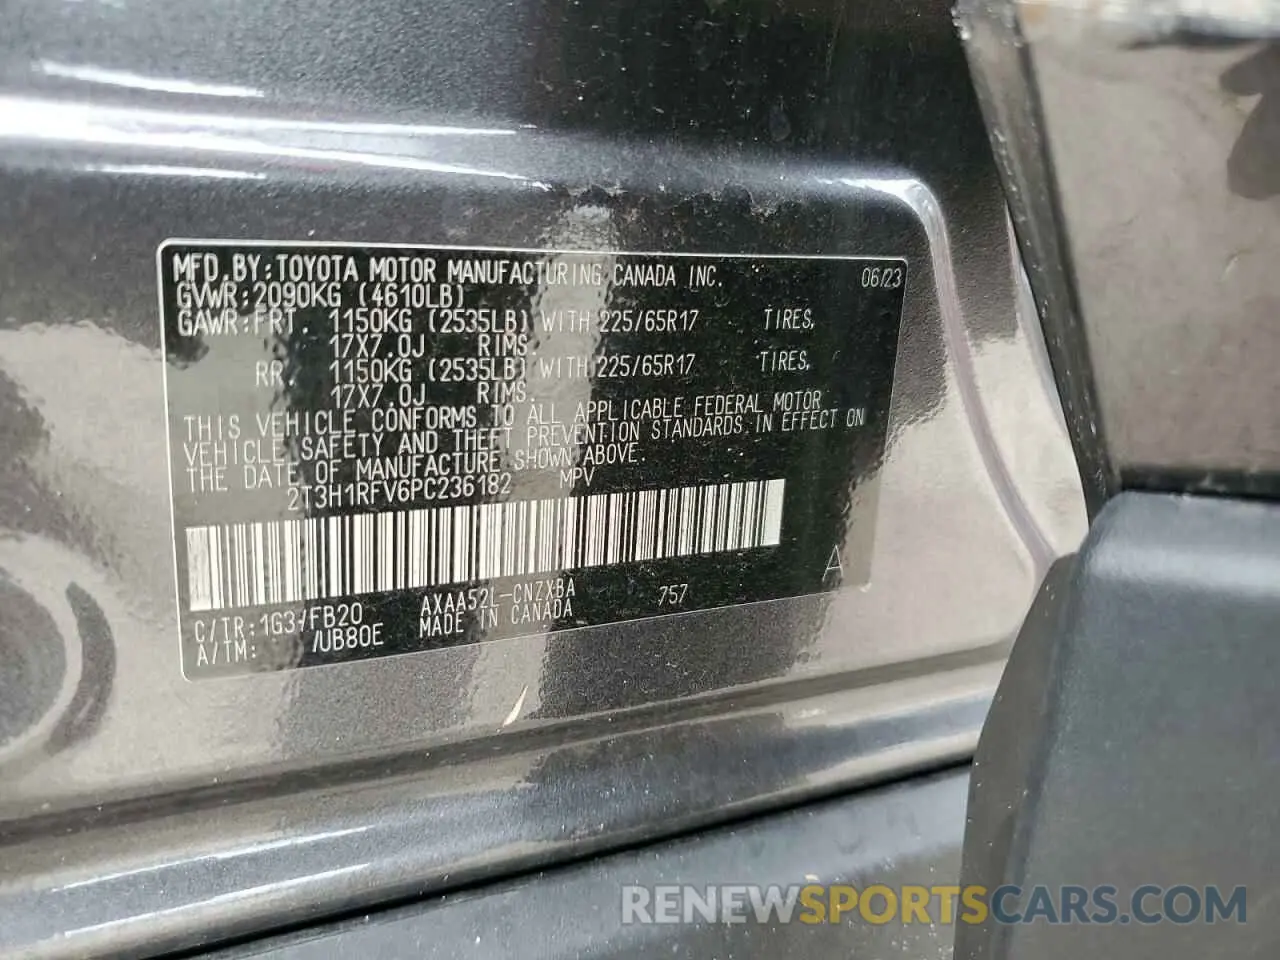 MFD.BY:TOYOTA MOTOR MANUFACTURING CANADA INC. 06/23
GVWR:2090KG (4610LB)
GAWR:FRT. 1150KG (2535LB) WITH 225/65R17 TIRES,
17X7.0J RIMS.
RR. 1150KG (2535LB) WITH 225/65R17 TIRES,
17X7.0J RIMS.
THIS VEHICLE CONFORMS TO ALL APPLICABLE FEDERAL MOTOR
VEHICLE SAFETY AND THEFT PREVENTION STANDARDS IN EFFECT ON
THE DATE OF MANUFACTURE SHOWN ABOVE.
2T3H1RFV6PC236182 MPV
A
C/TR:1G3-/FB20 AXAA52L-CNZXBA 757
A/TM: /UB80E MADE IN CANADA
RENEWSPORTSCARS.COM